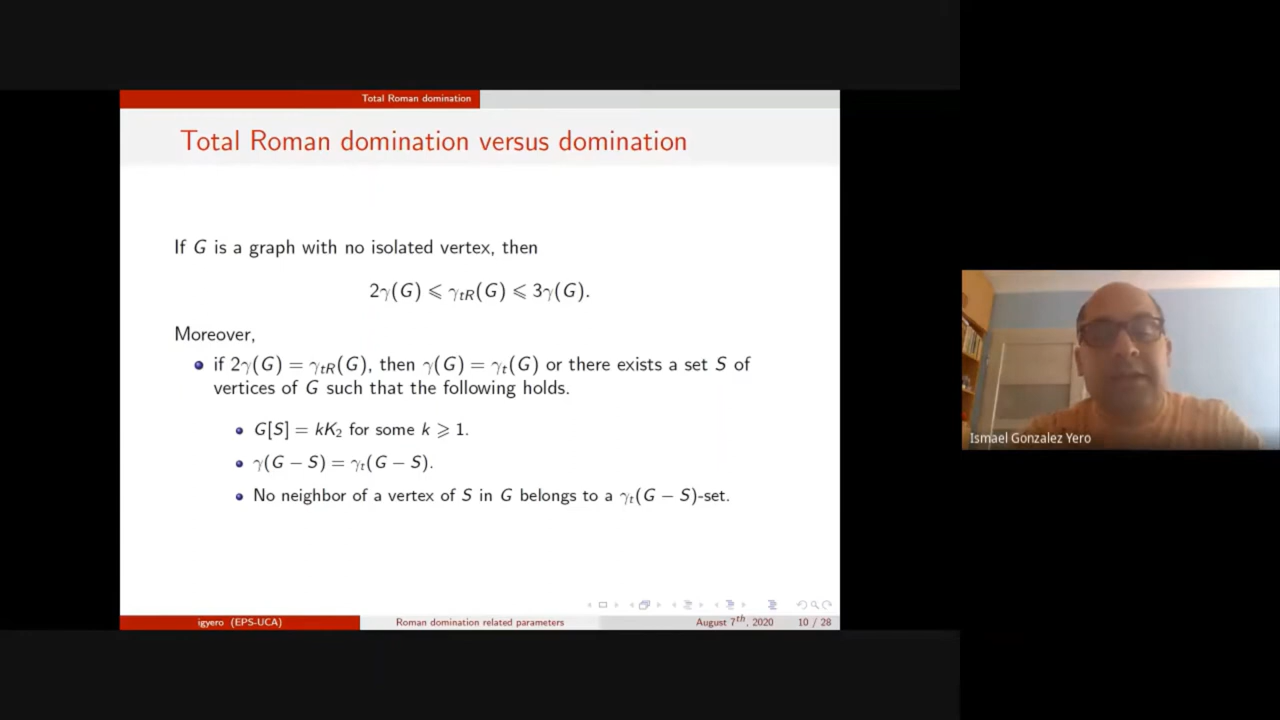 Total Roman domination
Total Roman domination versus domination
If G is a graph with no isolated vertex, then
2γ(G) ⩽ γtR(G) ⩽ 3γ(G).
Moreover,
if 2γ(G) = γtR(G), then γ(G) = γt(G) or there exists a set S of
vertices of G such that the following holds.
G[S] = kK2 for some k ⩾ 1.
γ(G − S) = γt(G − S).
No neighbor of a vertex of S in G belongs to a γt(G − S)-set.
igyero (EPS-UCA)
Roman domination related parameters
August 7th, 2020
10 / 28
Ismael Gonzalez Yero